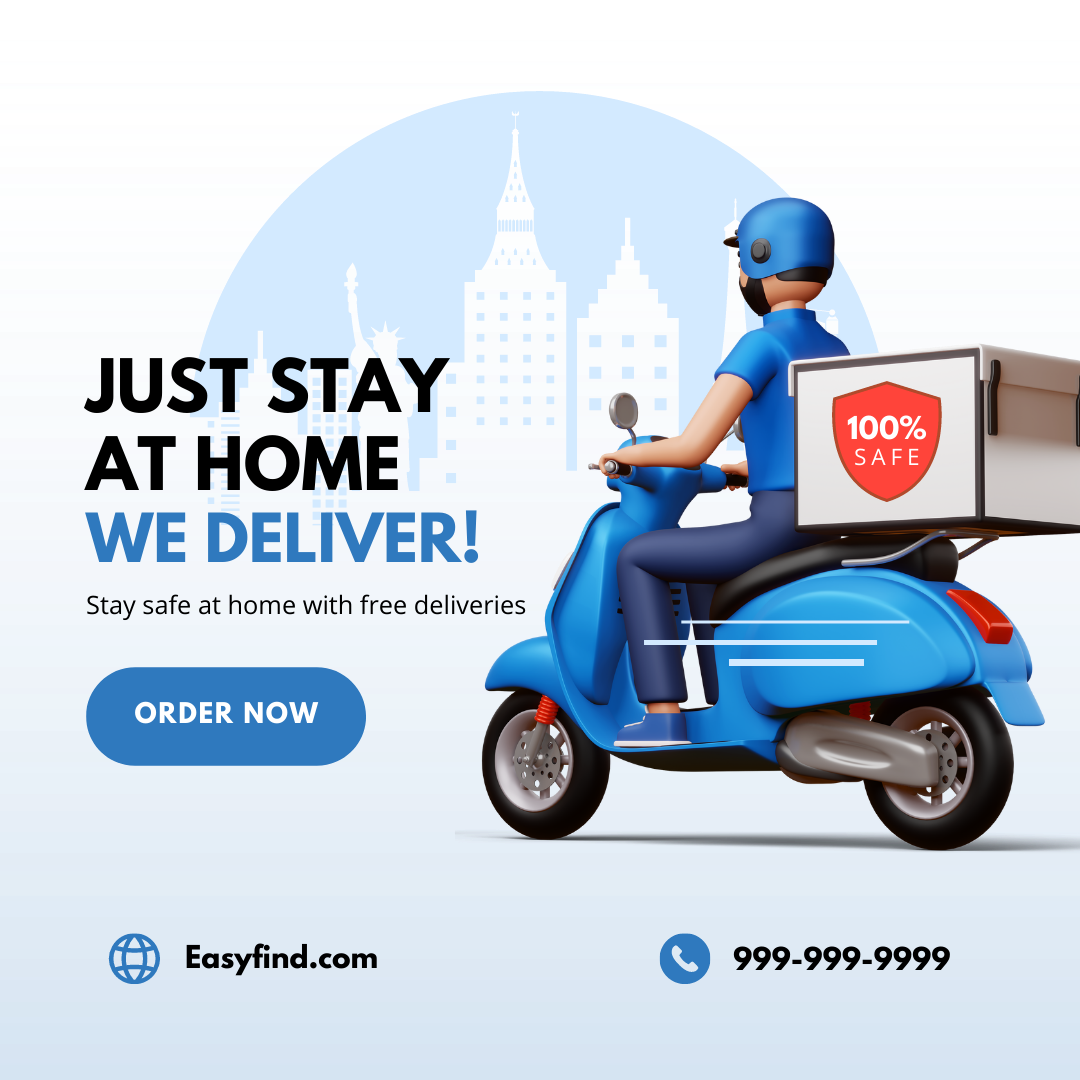 JUST STAY
AT HOME
WE DELIVER!
Stay safe at home with free deliveries
ORDER NOW
100%
SAFE
Easyfind.com
999-999-9999